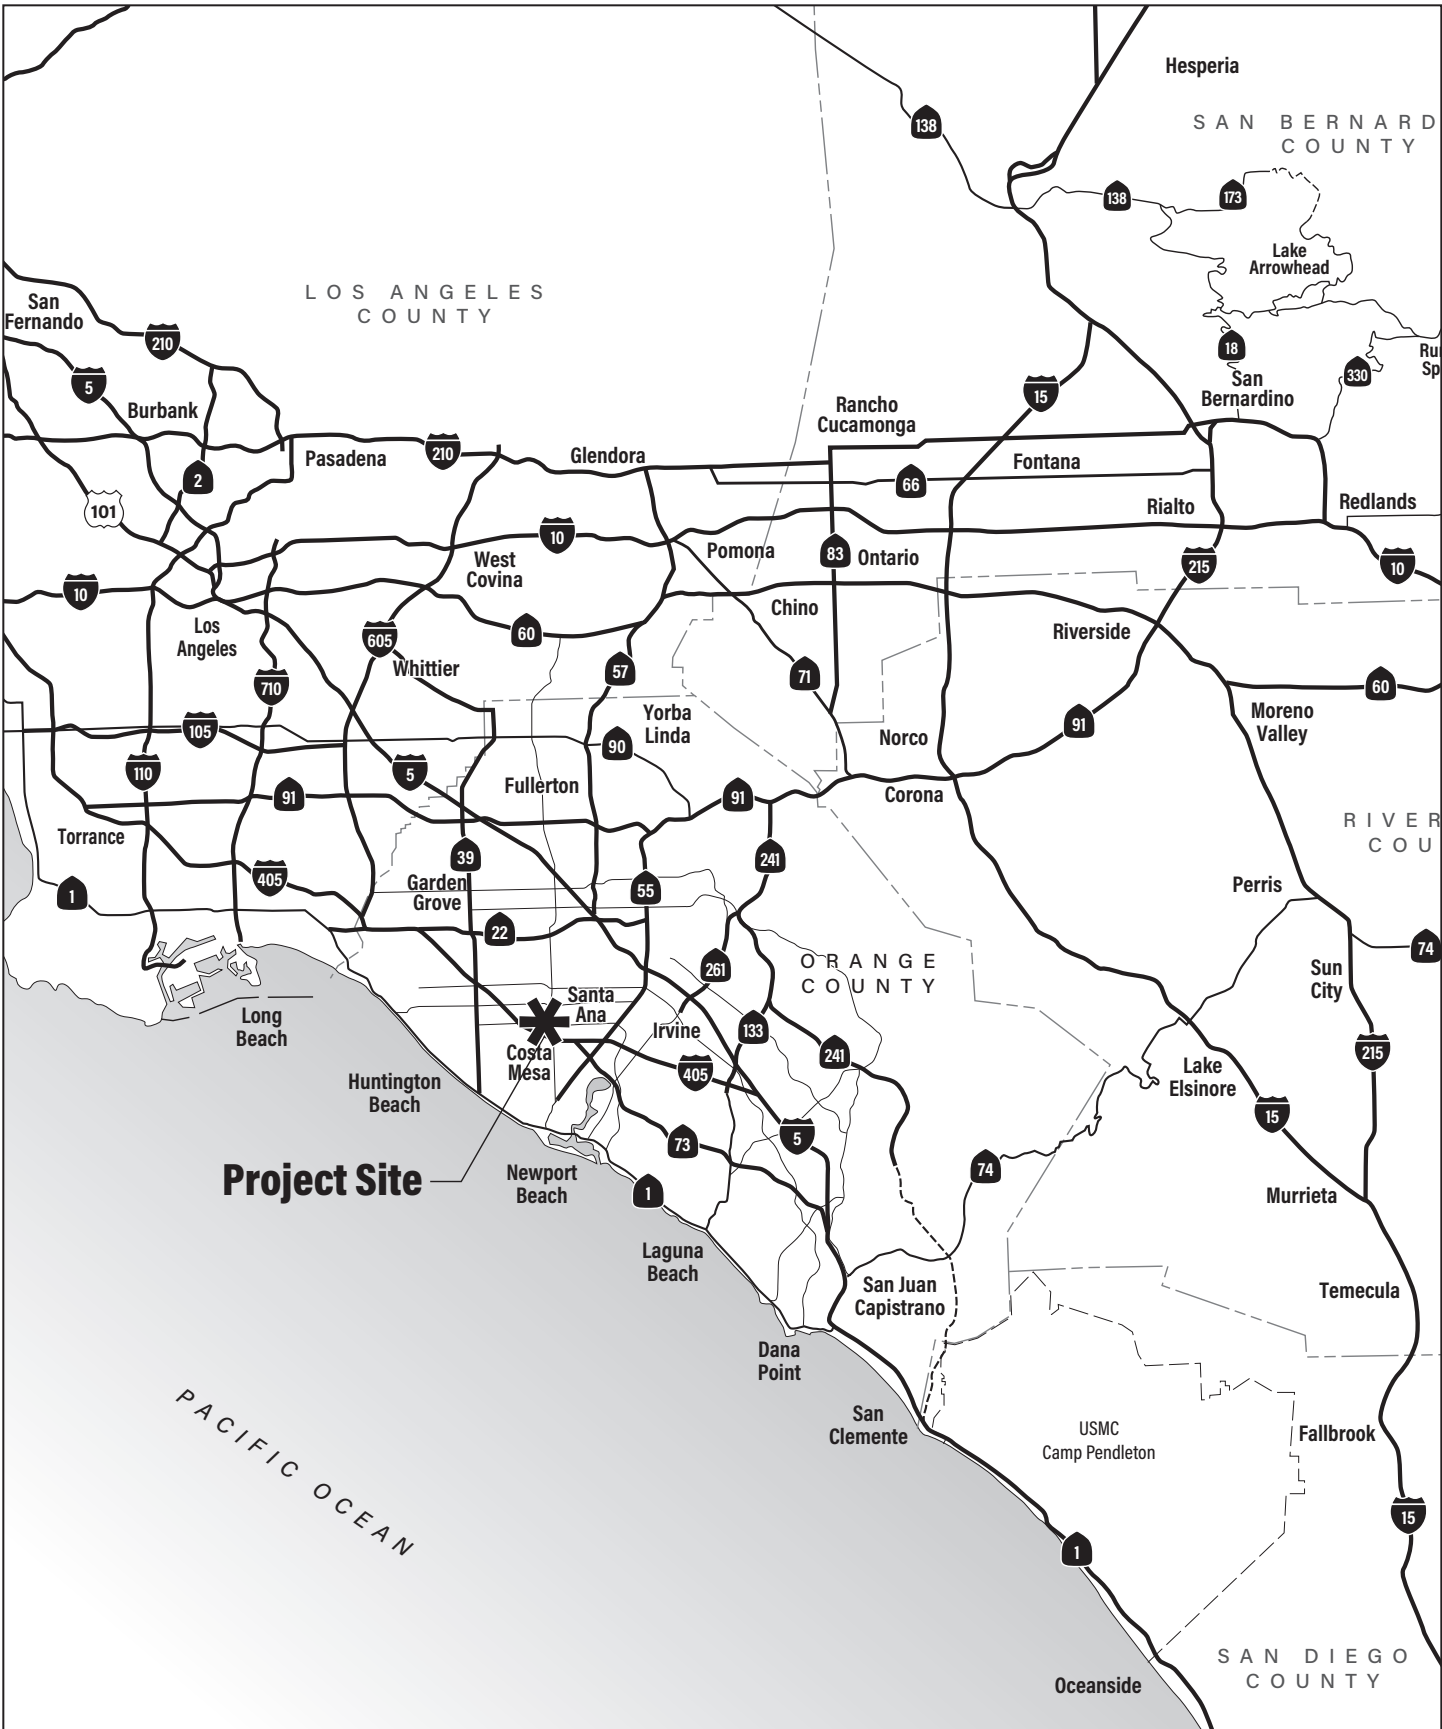 Hesperia
SAN BERNARD
COUNTY
138
138
173
Lake
Arrowhead
LOS ANGELES
COUNTY
San
Fernando
210
5
18
330
Ru
Sp
San
Bernardino
15
Burbank
Rancho
Cucamonga
Pasadena
210
Glendora
Fontana
2
66
101
Rialto
Redlands
10
West
Covina
Pomona
83
Ontario
215
10
10
Los
Angeles
605
60
Chino
Riverside
Whittier
57
71
710
60
Yorba
Linda
Moreno
Valley
105
90
91
Norco
110
5
Fullerton
91
91
Corona
Torrance
RIVER
COU
39
241
405
Garden
Grove
55
Perris
1
22
74
261
ORANGE
COUNTY
Sun
City
Long
Beach
Santa
Ana
Irvine
133
241
215
Costa
Mesa
405
Lake
Elsinore
Huntington
Beach
15
73
5
Project Site
Newport
Beach
74
1
Murrieta
Laguna
Beach
San Juan
Capistrano
Temecula
Dana
Point
PACIFIC OCEAN
San
Clemente
USMC
Camp Pendleton
Fallbrook
15
1
SAN DIEGO
COUNTY
Oceanside